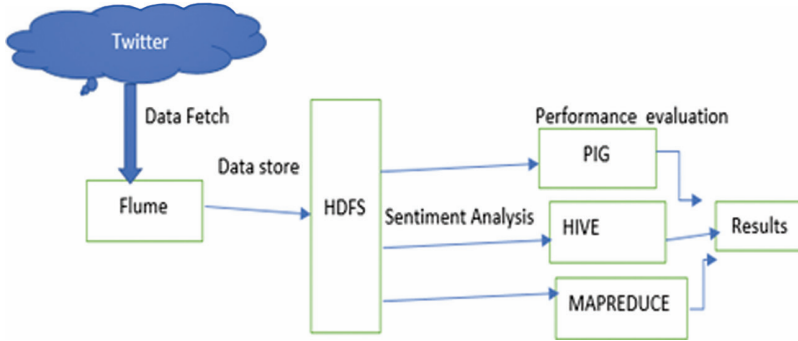 Twitter
Data Fetch
Performance evaluation
PIG
Data store
Flume
HDFS
Sentiment Analysis
HIVE
Results
MAPREDUCE